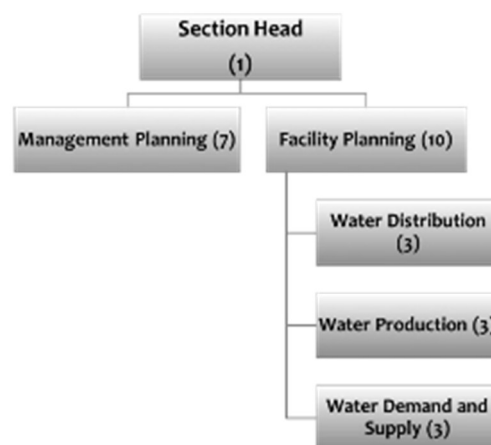 Section Head
(1)
Management Planning (7)
Facility Planning (10)
Water Distribution
(3)
Water Production (3)
Water Demand and
Supply (3)